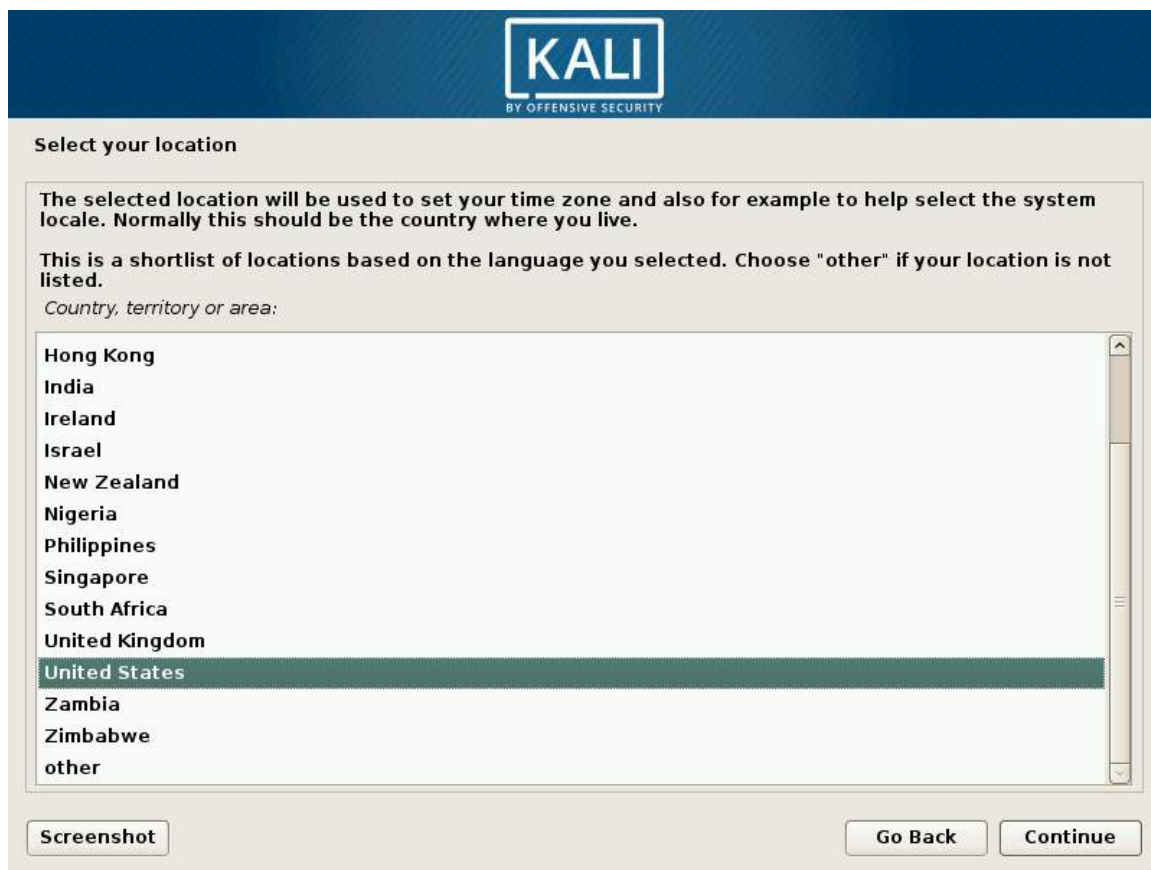 KALI
BY OFFENSIVE SECURITY
Select your location
The selected location will be used to set your time zone and also for example to help select the system
locale. Normally this should be the country where you live.
This is a shortlist of locations based on the language you selected. Choose "other" if your location is not
listed.
Country, territory or area:
Hong Kong
India
Ireland
Israel
New Zealand
Nigeria
Philippines
Singapore
South Africa
United Kingdom
United States
Zambia
Zimbabwe
other
Screenshot
Go Back
Continue